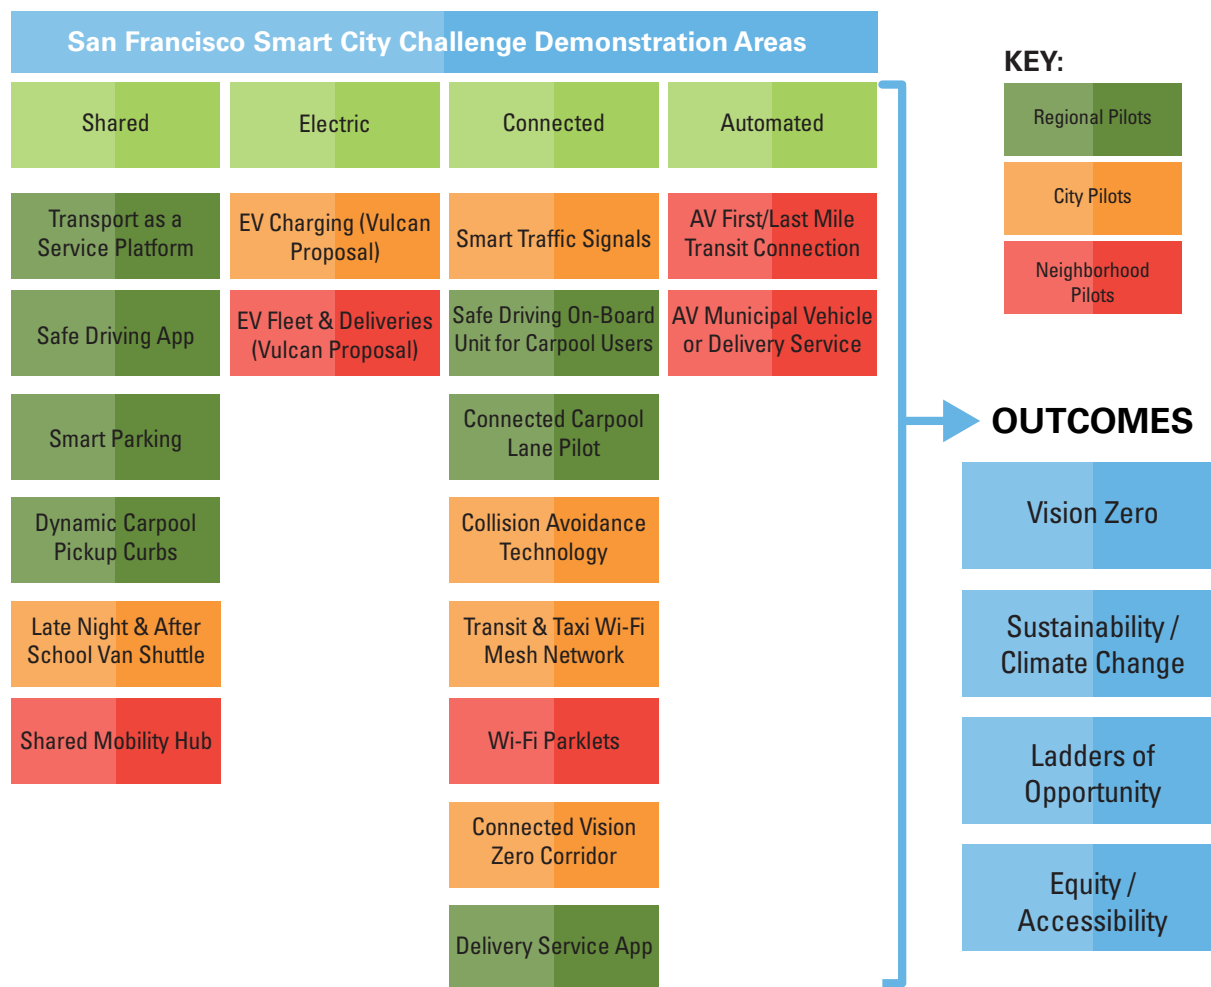 San Francisco Smart City Challenge Demonstration Areas
Shared
Electric
Connected
Automated
Transport as a
Service Platform
EV Charging (Vulcan
Proposal)
Smart Traffic Signals
AV First/Last Mile
Transit Connection
Safe Driving App
EV Fleet & Deliveries
(Vulcan Proposal)
Safe Driving On-Board
Unit for Carpool Users
AV Municipal Vehicle
or Delivery Service
Smart Parking
Connected Carpool
Lane Pilot
Dynamic Carpool
Pickup Curbs
Collision Avoidance
Technology
Late Night & After
School Van Shuttle
Transit & Taxi Wi-Fi
Mesh Network
Shared Mobility Hub
Wi-Fi Parklets
Connected Vision
Zero Corridor
Delivery Service App
KEY:
Regional Pilots
City Pilots
Neighborhood
Pilots
OUTCOMES
Vision Zero
Sustainability /
Climate Change
Ladders of
Opportunity
Equity /
Accessibility